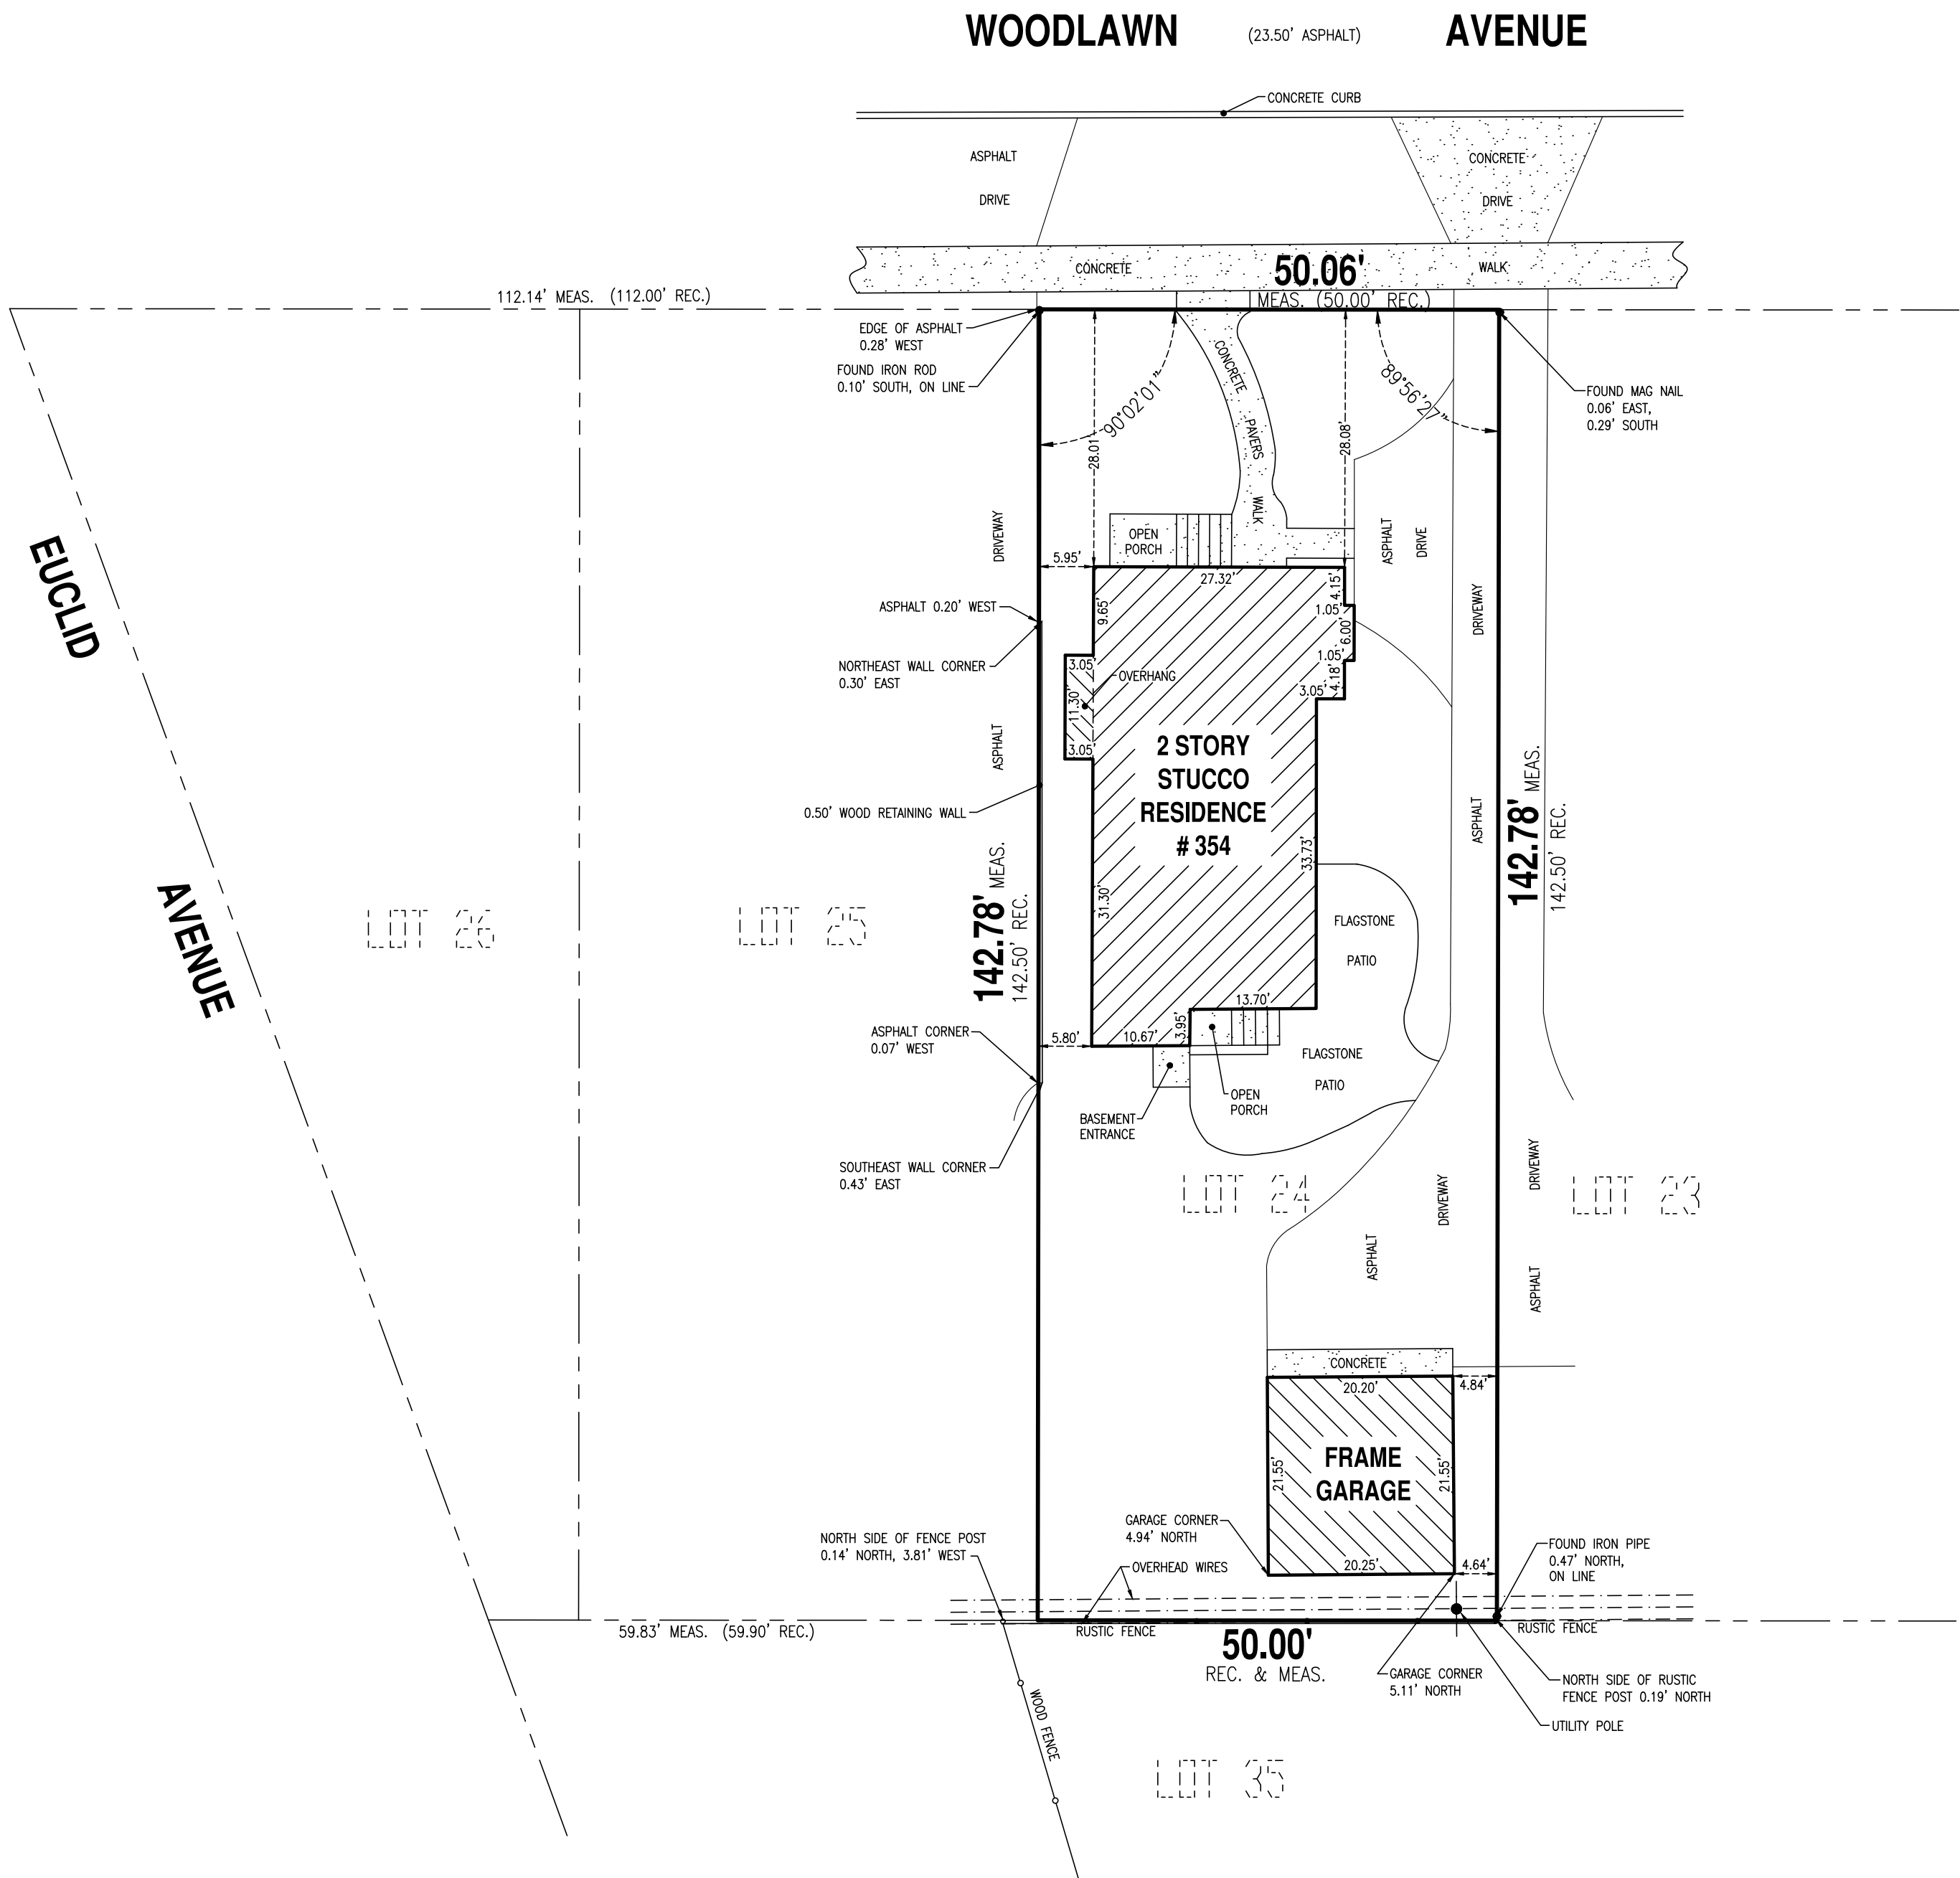 WOODLAWN (23.50' ASPHALT) AVENUE
CONCRETE CURB
ASPHALT
DRIVE
CONCRETE
DRIVE
CONCRETE
50.06'
WALK
MEAS. (50.00' REC.)
112.14' MEAS. (112.00' REC.)
EDGE OF ASPHALT
0.28' WEST
FOUND IRON ROD
0.10' SOUTH, ON LINE
FOUND MAG NAIL
0.06' EAST,
0.29' SOUTH
90°02'01"
89°56'27"
28.01
28.08'
CONCRETE
PAVERS
WALK
EUCLID
AVENUE
DRIVEWAY
ASPHALT
OPEN
PORCH
ASPHALT
DRIVE
5.95'
27.32'
4.15'
1.05'
6.00'
1.05'
4.18'
3.05'
9.65'
3.05'
OVERHANG
11.30'
3.05'
ASPHALT 0.20' WEST
NORTHEAST WALL CORNER
0.30' EAST
0.50' WOOD RETAINING WALL
DRIVEWAY
ASPHALT
2 STORY
STUCCO
RESIDENCE
# 354
142.78' MEAS.
142.50' REC.
142.78' MEAS.
142.50' REC.
31.30'
33.73'
LOT 26
LOT 25
FLAGSTONE
PATIO
13.70'
3.95'
10.67'
5.80'
ASPHALT CORNER
0.07' WEST
FLAGSTONE
PATIO
OPEN
PORCH
BASEMENT
ENTRANCE
SOUTHEAST WALL CORNER
0.43' EAST
LOT 24
LOT 23
DRIVEWAY
ASPHALT
DRIVEWAY
ASPHALT
CONCRETE
20.20'
4.84'
FRAME
GARAGE
21.55'
21.55'
20.25'
4.64'
GARAGE CORNER
4.94' NORTH
OVERHEAD WIRES
NORTH SIDE OF FENCE POST
0.14' NORTH, 3.81' WEST
FOUND IRON PIPE
0.47' NORTH,
ON LINE
59.83' MEAS. (59.90' REC.)
RUSTIC FENCE
RUSTIC FENCE
50.00'
REC. & MEAS.
GARAGE CORNER
5.11' NORTH
NORTH SIDE OF RUSTIC
FENCE POST 0.19' NORTH
UTILITY POLE
WOOD FENCE
LOT 35